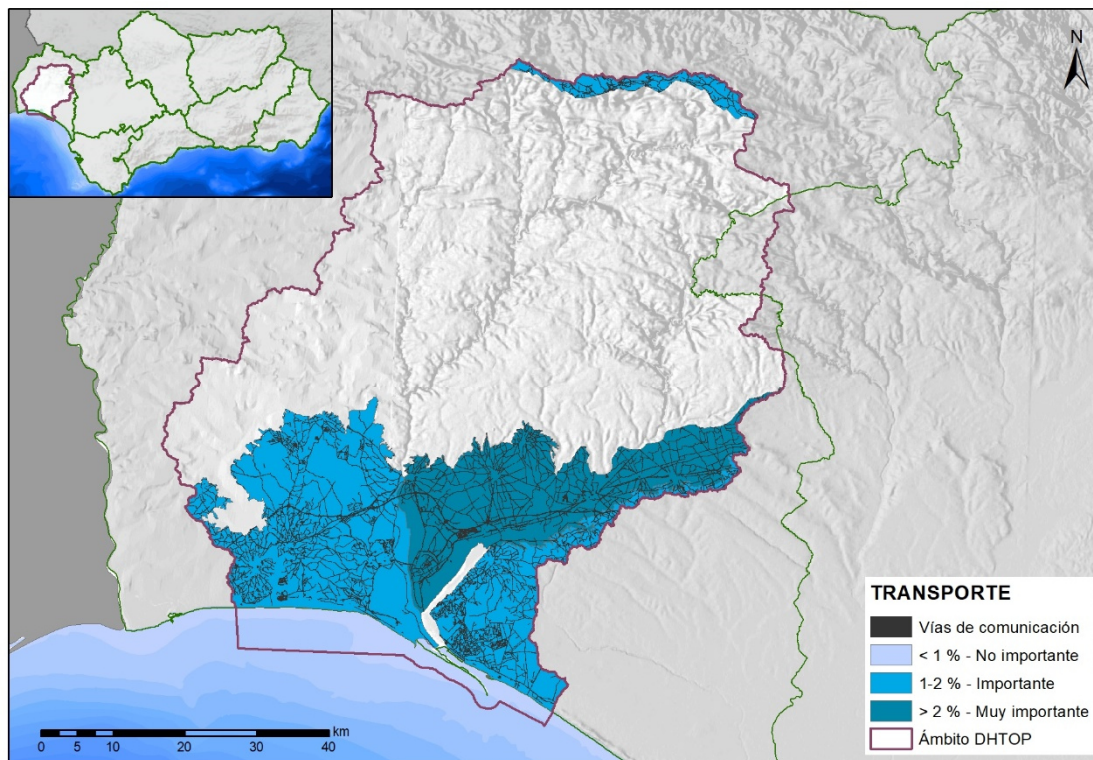 N
TRANSPORTE
Vías de comunicación
< 1 % - No importante
1-2 % - Importante
> 2 % - Muy importante
Ámbito DHTOP
km
0 5 10 20 30 40